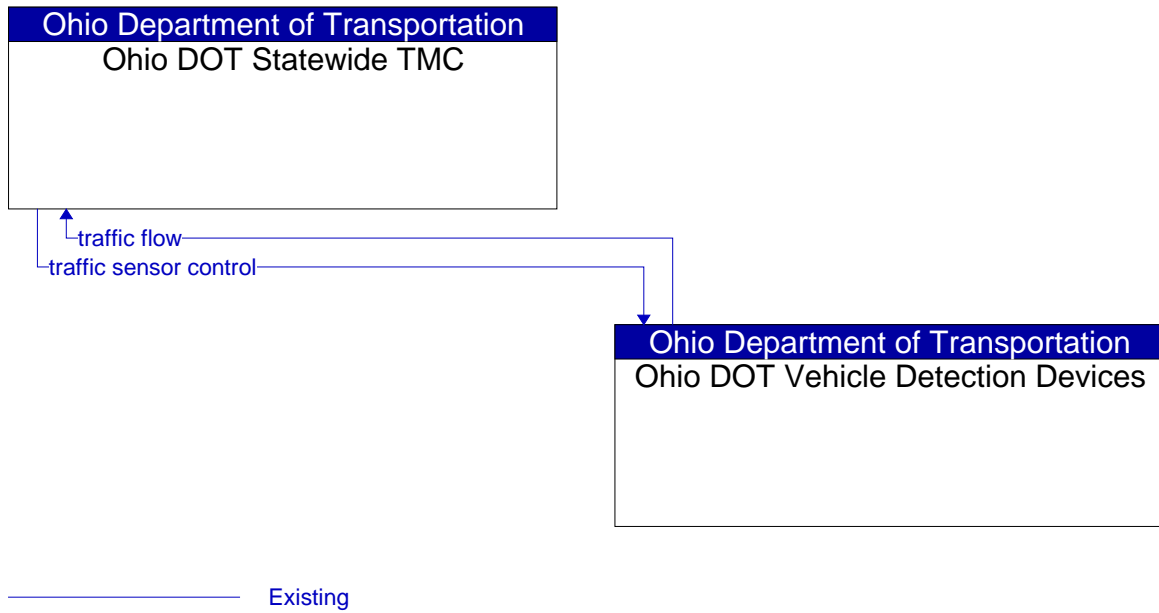 Ohio Department of Transportation
Ohio DOT Statewide TMC
traffic flow
traffic sensor control
Ohio Department of Transportation
Ohio DOT Vehicle Detection Devices
Existing